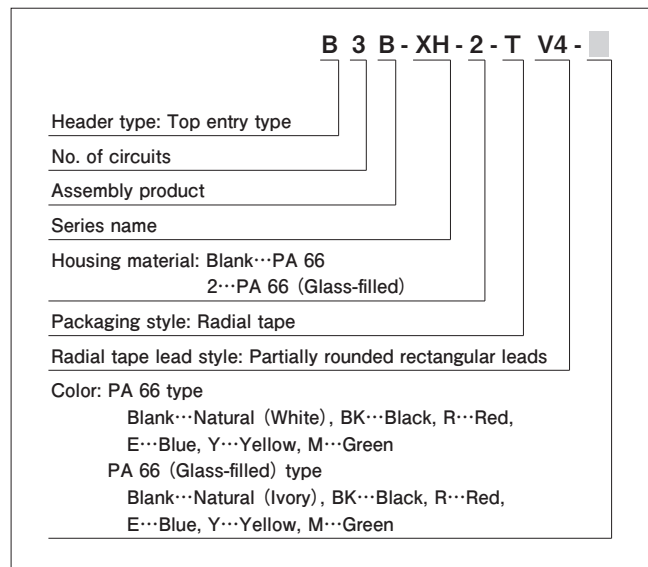 B 3 B - XH - 2 - T V4 -
Header type: Top entry type
No. of circuits
Assembly product
Series name
Housing material: Blank···PA 66
2···PA 66 (Glass-filled)
Packaging style: Radial tape
Radial tape lead style: Partially rounded rectangular leads
Color: PA 66 type
Blank···Natural (White), BK···Black, R···Red,
E···Blue, Y···Yellow, M···Green
PA 66 (Glass-filled) type
Blank···Natural (Ivory), BK···Black, R···Red,
E···Blue, Y···Yellow, M···Green